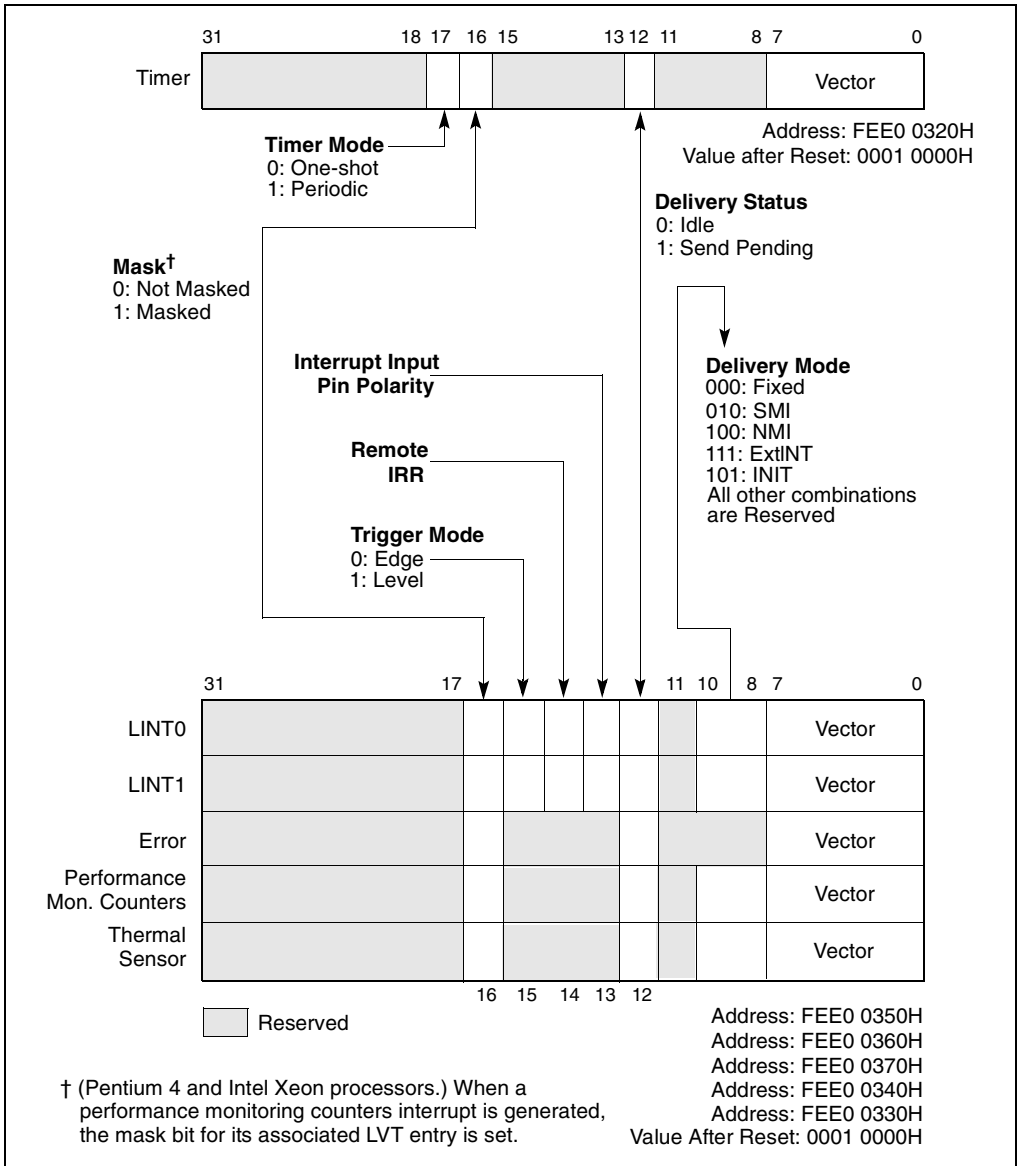 31 18 17 16 15 13 12 11 8 7 0
Timer Vector
Address: FEE0 0320H
Value after Reset: 0001 0000H
Timer Mode
0: One-shot
1: Periodic
Delivery Status
0: Idle
1: Send Pending
Mask†
0: Not Masked
1: Masked
Interrupt Input
Pin Polarity
Delivery Mode
000: Fixed
010: SMI
100: NMI
111: ExtINT
101: INIT
All other combinations
are Reserved
Remote
IRR
Trigger Mode
0: Edge
1: Level
31 17 11 10 8 7 0
LINT0 Vector
LINT1 Vector
Error Vector
Performance
Mon. Counters Vector
Thermal
Sensor Vector
16 15 14 13 12
Reserved
Address: FEE0 0350H
Address: FEE0 0360H
Address: FEE0 0370H
Address: FEE0 0340H
Address: FEE0 0330H
Value After Reset: 0001 0000H
† (Pentium 4 and Intel Xeon processors.) When a
performance monitoring counters interrupt is generated,
the mask bit for its associated LVT entry is set.